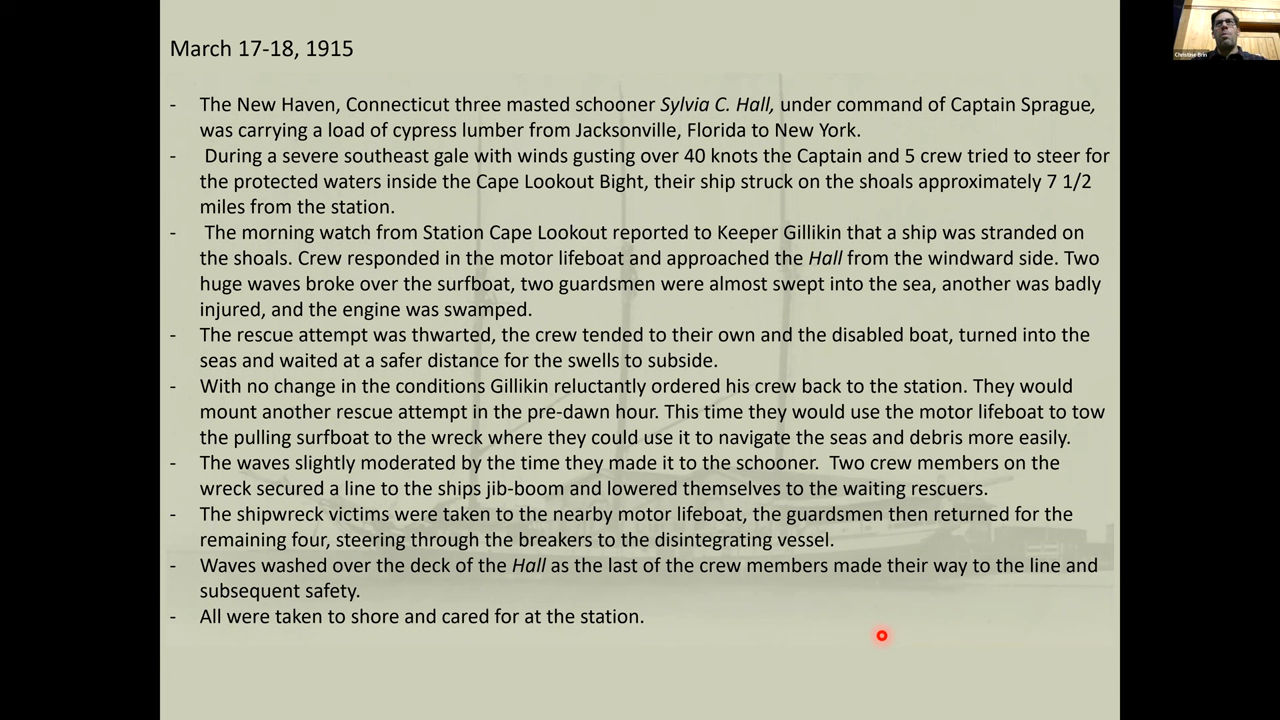 March 17-18, 1915
- The New Haven, Connecticut three masted schooner Sylvia C. Hall, under command of Captain Sprague,
was carrying a load of cypress lumber from Jacksonville, Florida to New York.
- During a severe southeast gale with winds gusting over 40 knots the Captain and 5 crew tried to steer for
the protected waters inside the Cape Lookout Bight, their ship struck on the shoals approximately 7 1/2
miles from the station.
- The morning watch from Station Cape Lookout reported to Keeper Gillikin that a ship was stranded on
the shoals. Crew responded in the motor lifeboat and approached the Hall from the windward side. Two
huge waves broke over the surfboat, two guardsmen were almost swept into the sea, another was badly
injured, and the engine was swamped.
- The rescue attempt was thwarted, the crew tended to their own and the disabled boat, turned into the
seas and waited at a safer distance for the swells to subside.
- With no change in the conditions Gillikin reluctantly ordered his crew back to the station. They would
mount another rescue attempt in the pre-dawn hour. This time they would use the motor lifeboat to tow
the pulling surfboat to the wreck where they could use it to navigate the seas and debris more easily.
- The waves slightly moderated by the time they made it to the schooner. Two crew members on the
wreck secured a line to the ships jib-boom and lowered themselves to the waiting rescuers.
- The shipwreck victims were taken to the nearby motor lifeboat, the guardsmen then returned for the
remaining four, steering through the breakers to the disintegrating vessel.
- Waves washed over the deck of the Hall as the last of the crew members made their way to the line and
subsequent safety.
- All were taken to shore and cared for at the station.
Christine Brin